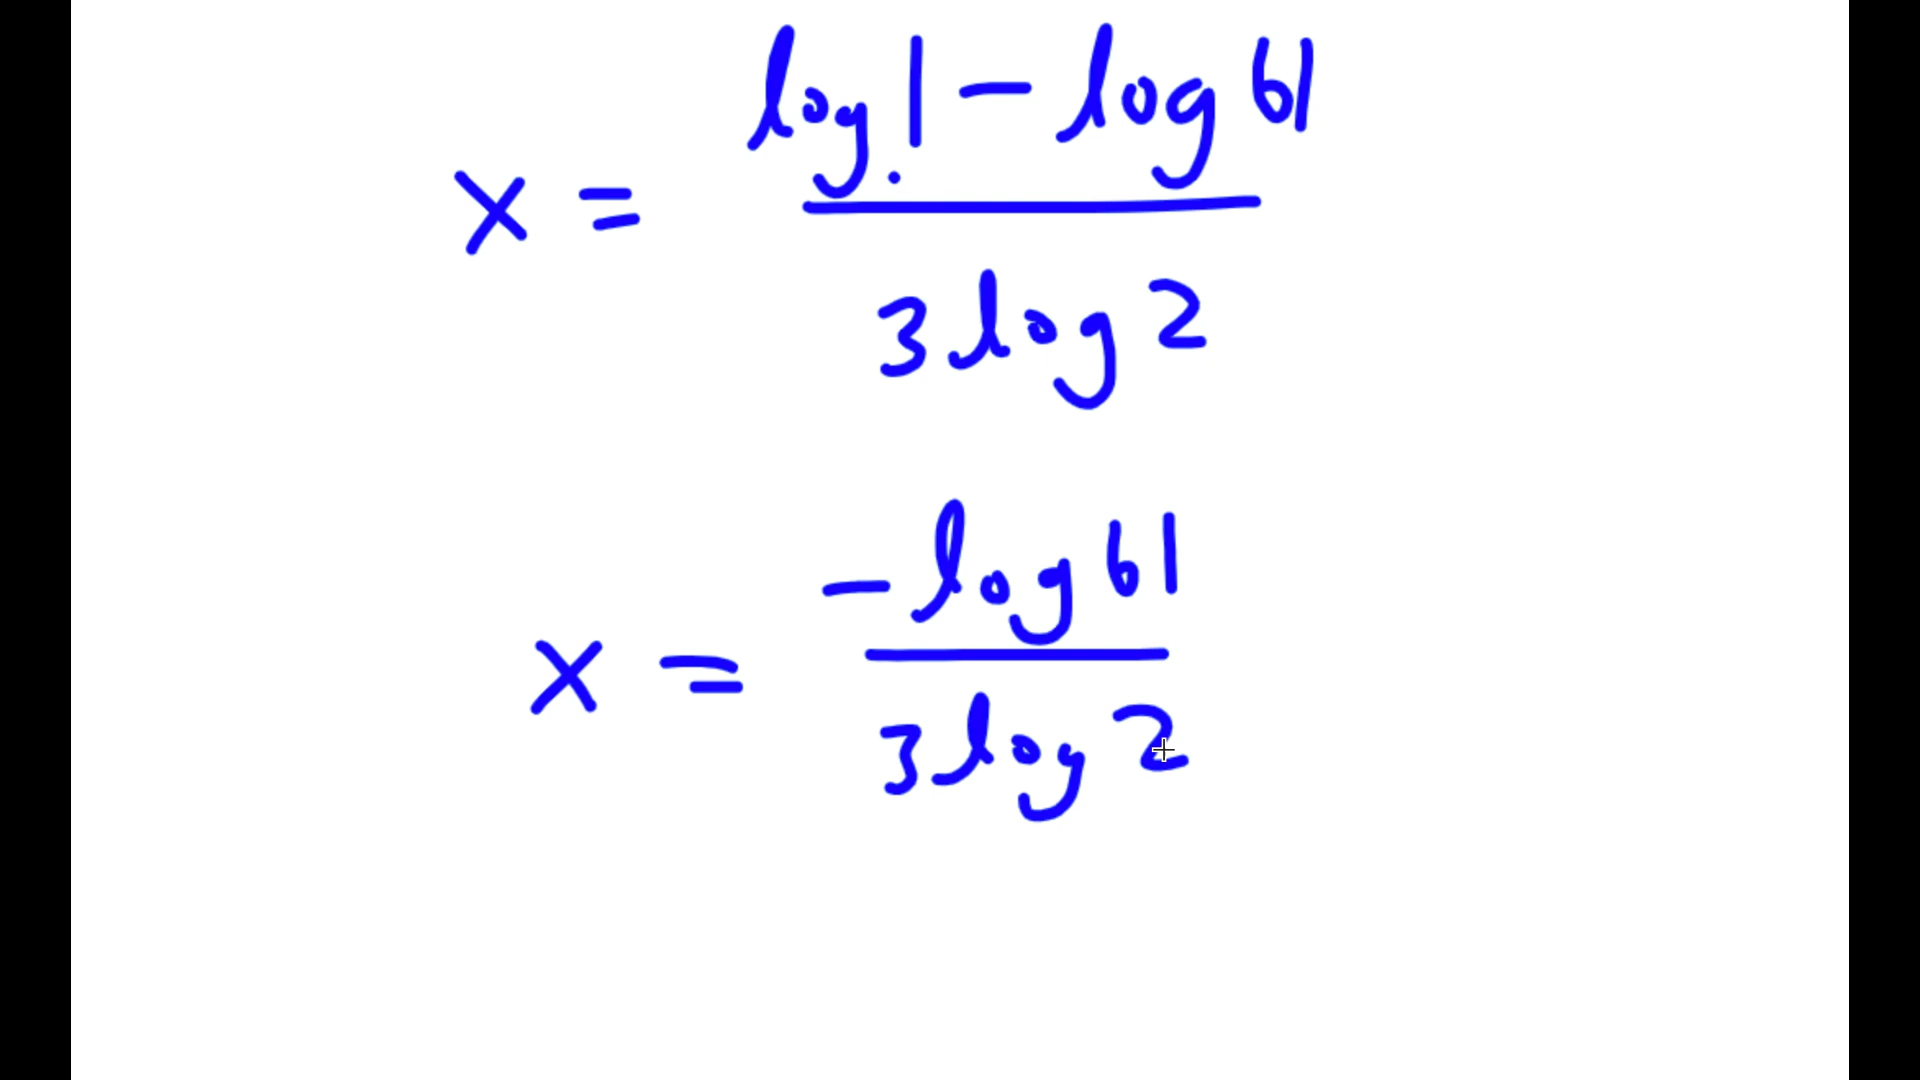 x = (log 1 - log 61) / (3 log 2)
x = (-log 61) / (3 log 2)